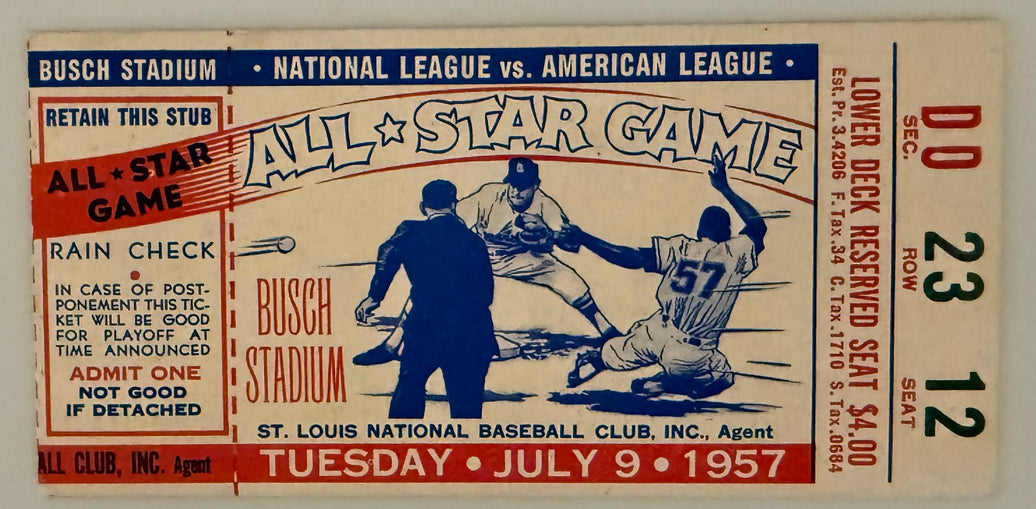 BUSCH STADIUM
RETAIN THIS STUB
ALL★STAR
GAME
RAIN CHECK
IN CASE OF POST-
PONEMENT THIS TIC-
KET WILL BE GOOD
FOR PLAYOFF AT
TIME ANNOUNCED
ADMIT ONE
NOT GOOD
IF DETACHED
ALL CLUB, INC. Agent
• NATIONAL LEAGUE vs. AMERICAN LEAGUE •
ALL★STAR GAME
57
BUSCH
STADIUM
ST. LOUIS NATIONAL BASEBALL CLUB, INC., Agent
TUESDAY • JULY 9 • 1957
LOWER DECK RESERVED SEAT $4.00
Est. Pr. 3.4206 F. Tax .34 C. Tax .1710 S. Tax .0684
DD 23 12
SEC. ROW SEAT